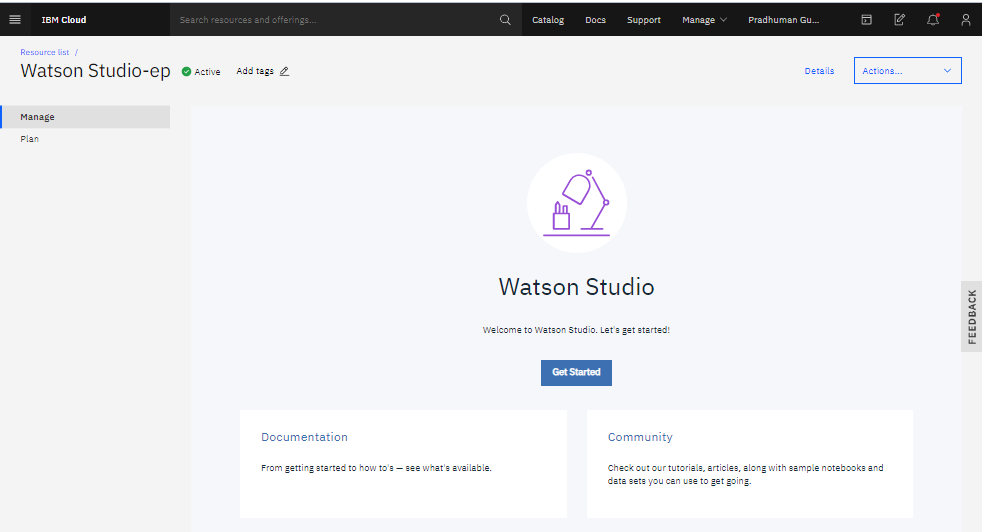 IBM Cloud
Search resources and offerings...
Catalog
Docs
Support
Manage
Pradhuman Gu...
Resource list /
Watson Studio-ep
Active
Add tags
Details
Actions...
Manage
Plan
Watson Studio
Welcome to Watson Studio. Let's get started!
Get Started
FEEDBACK
Documentation
From getting started to how to's — see what's available.
Community
Check out our tutorials, articles, along with sample notebooks and
data sets you can use to get going.